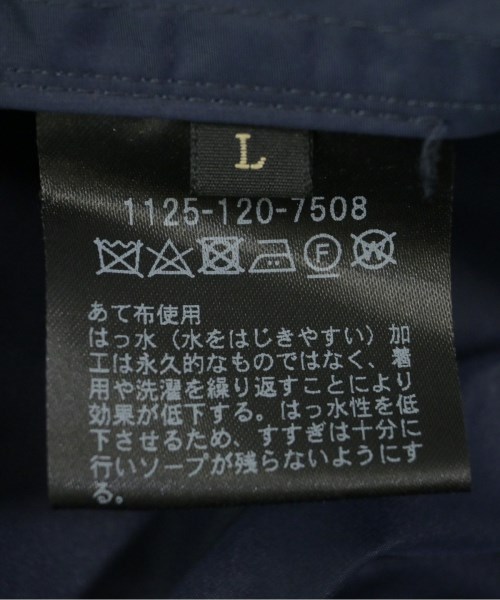 L
1125-120-7508
F
W
あて布使用
はっ水（水をはじきやすい）加
工は永久的なものではなく、着
用や洗濯を繰り返すことにより
効果が低下する。はっ水性を低
下させるため、すすぎは十分に
行いソープが残らないようにす
る。